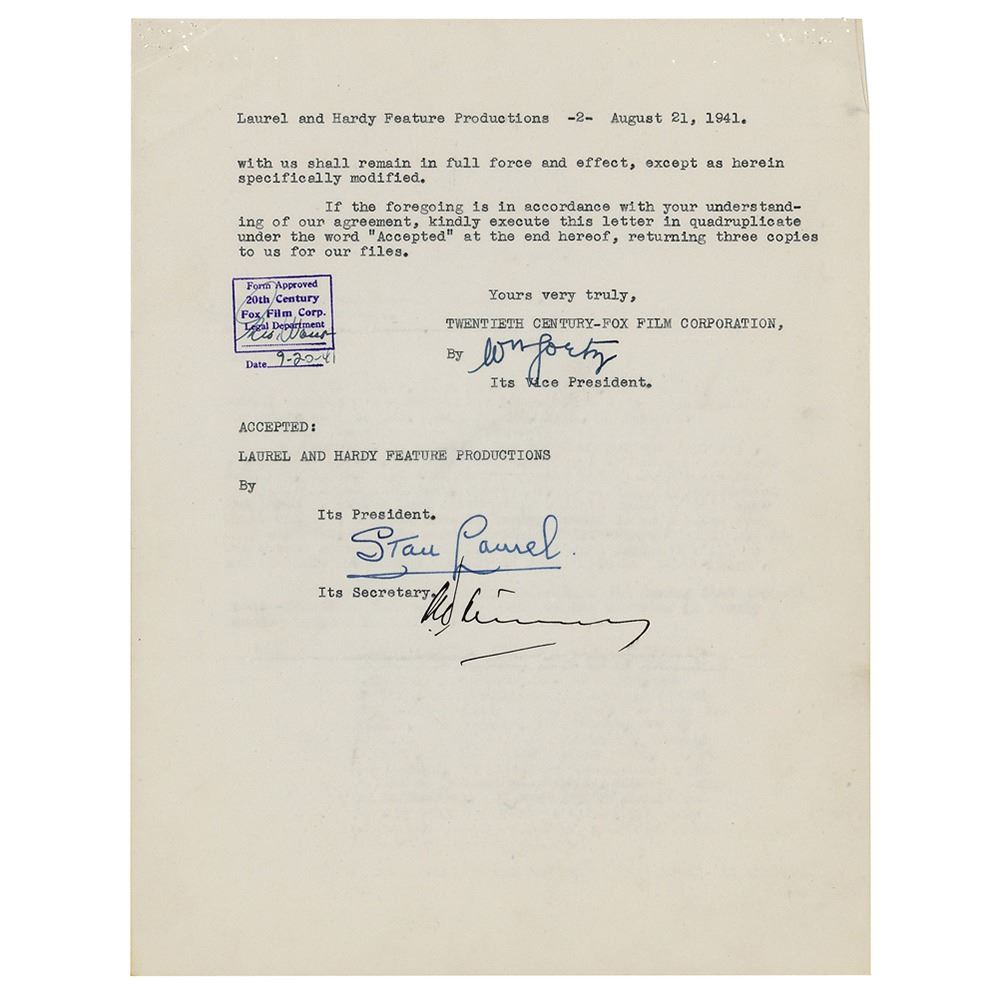 Laurel and Hardy Feature Productions -2- August 21, 1941.
with us shall remain in full force and effect, except as herein
specifically modified.
If the foregoing is in accordance with your understand-
ing of our agreement, kindly execute this letter in quadruplicate
under the word "Accepted" at the end hereof, returning three copies
to us for our files.
Form Approved
20th Century
Fox Film Corp.
Legal Department
Date 9-20-41
Yours very truly,
TWENTIETH CENTURY-FOX FILM CORPORATION,
By Wm Goetz
Its Vice President.
ACCEPTED:
LAUREL AND HARDY FEATURE PRODUCTIONS
By
Its President.
Stan Laurel.
Its Secretary.